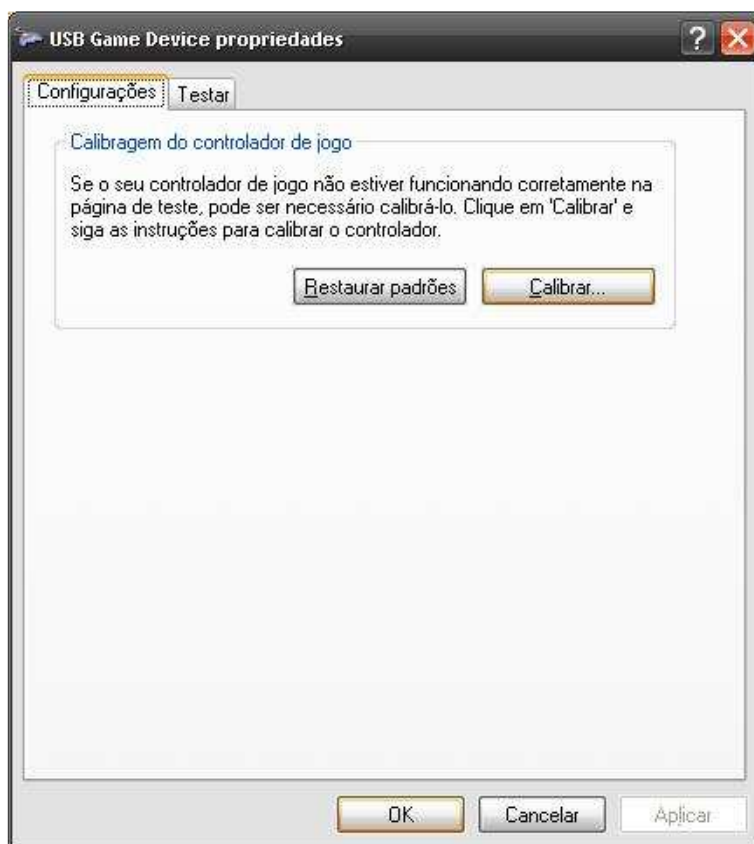 USB Game Device propriedades
Configurações
Testar
Calibragem do controlador de jogo
Se o seu controlador de jogo não estiver funcionando corretamente na
página de teste, pode ser necessário calibrá-lo. Clique em 'Calibrar' e
siga as instruções para calibrar o controlador.
Restaurar padrões
Calibrar...
OK
Cancelar
Aplicar